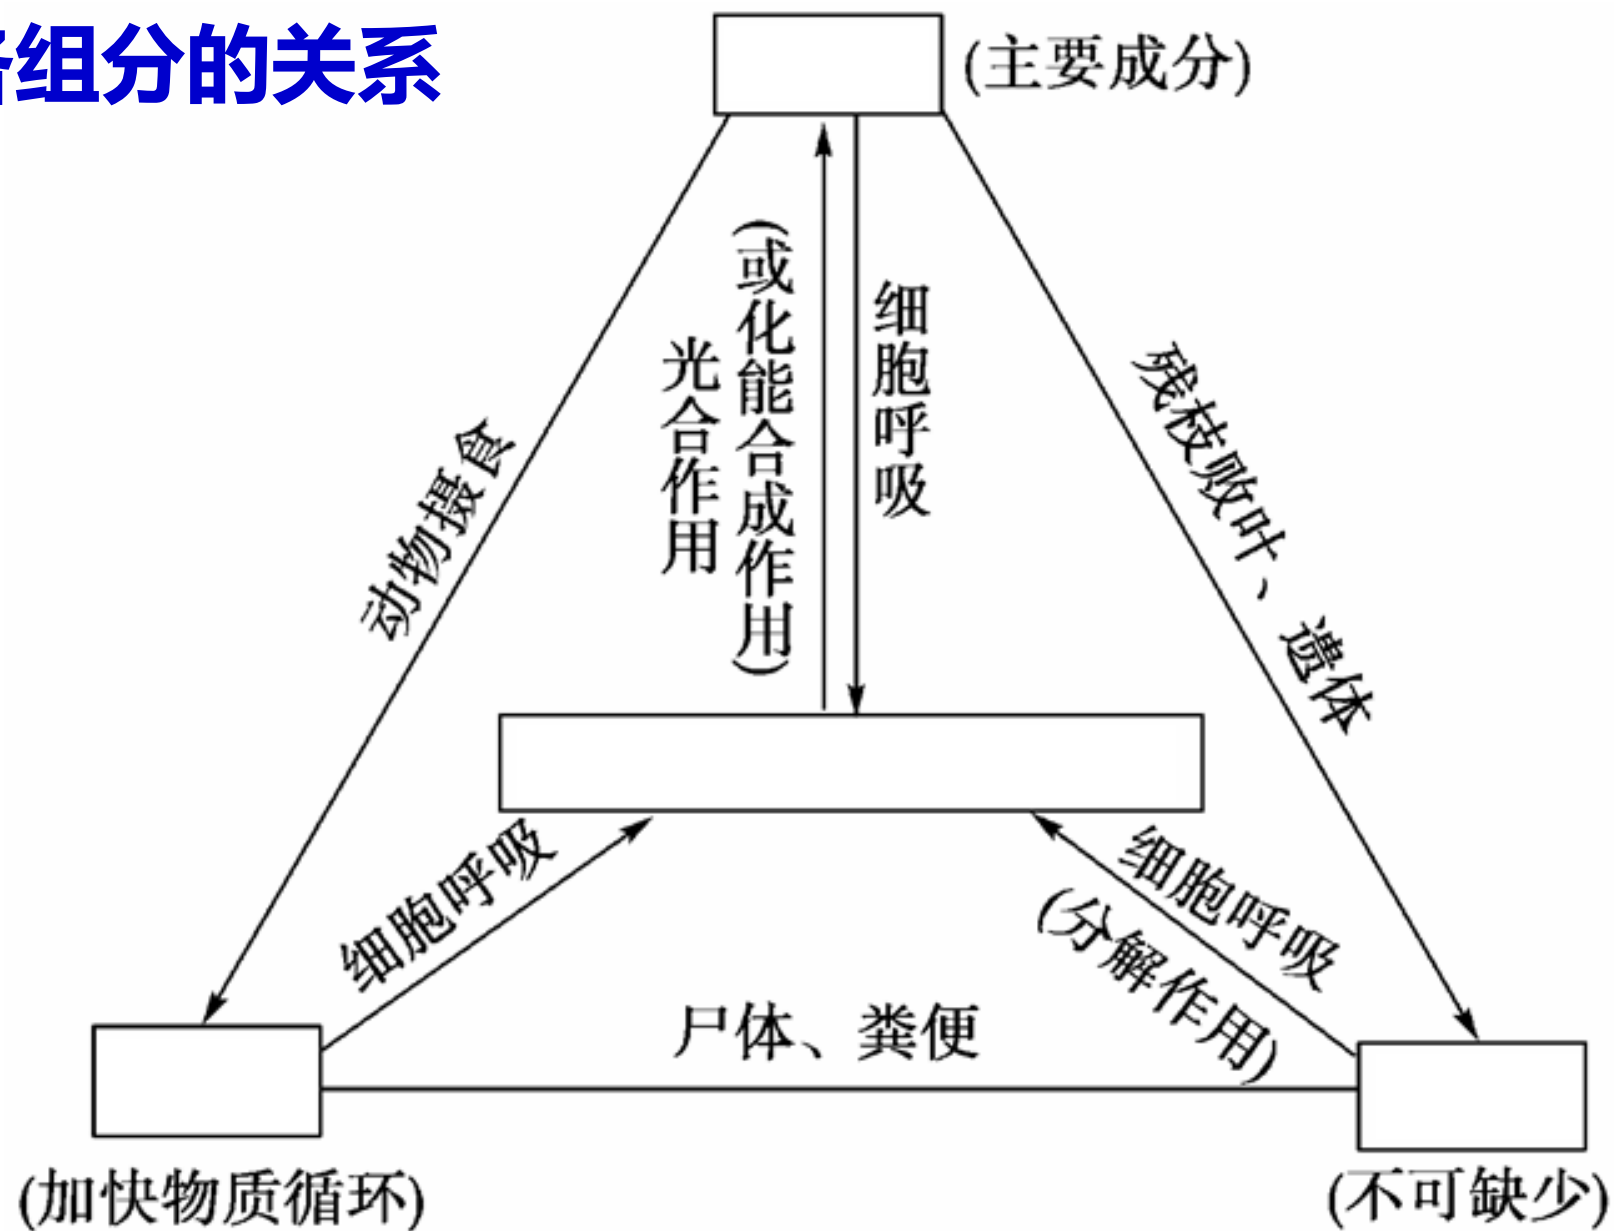 组分的关系
(主要成分)
光合作用
(或化能合成作用)
细胞呼吸
动物摄食
残枝败叶、遗体
细胞呼吸
细胞呼吸
(分解作用)
尸体、粪便
(加快物质循环)
(不可缺少)